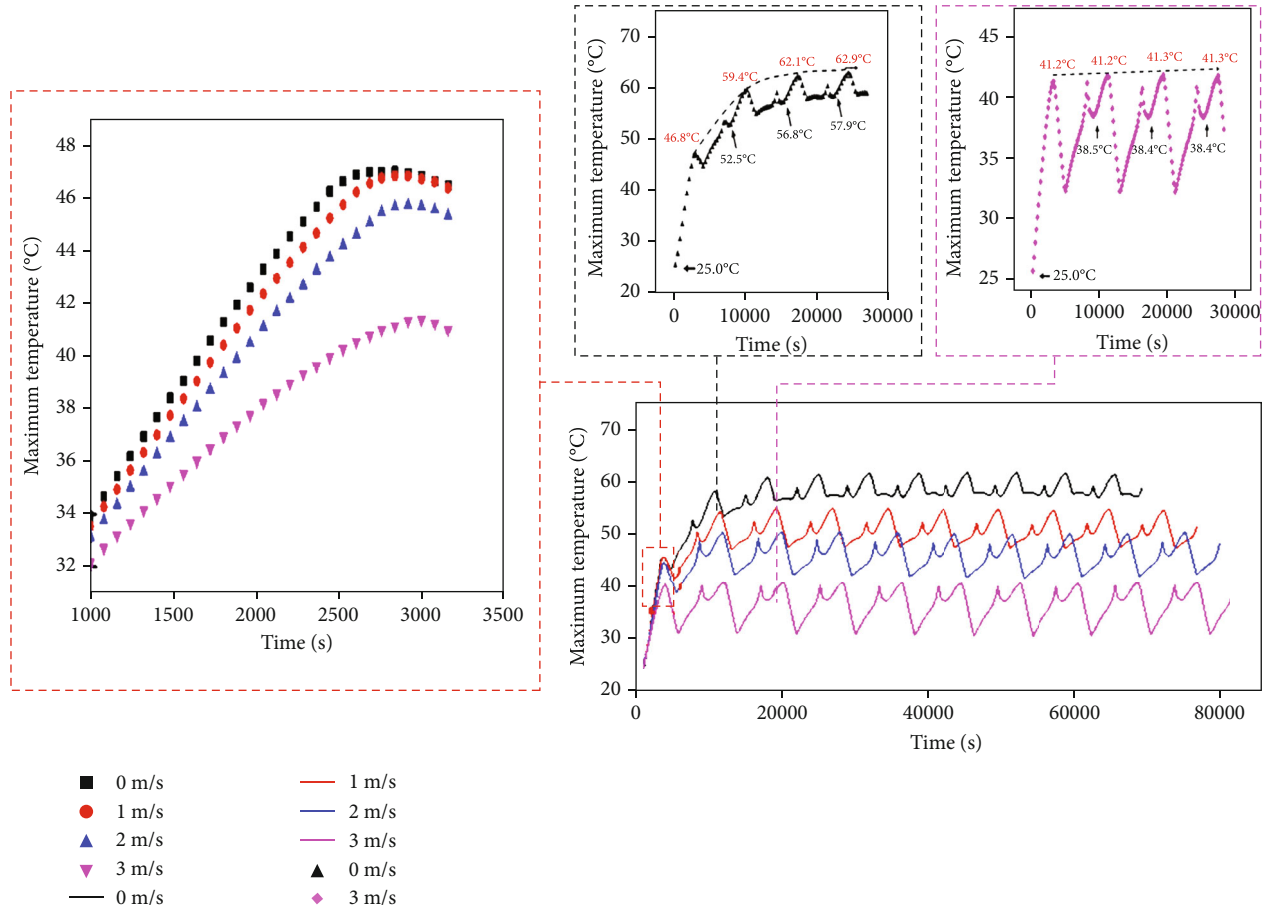 Maximum temperature (°C)
48
46
44
42
40
38
36
34
32
1000 1500 2000 2500 3000 3500
Time (s)
Maximum temperature (°C)
70
60
50
40
30
20
46.8°C
59.4°C
62.1°C
62.9°C
52.5°C
56.8°C
57.9°C
25.0°C
0 10000 20000 30000
Time (s)
Maximum temperature (°C)
45
40
35
30
25
41.2°C 41.2°C 41.3°C 41.3°C
38.5°C 38.4°C 38.4°C
25.0°C
0 10000 20000 30000
Time (s)
Maximum temperature (°C)
70
60
50
40
30
20
0 20000 40000 60000 80000
Time (s)
0 m/s
1 m/s
2 m/s
3 m/s
0 m/s
1 m/s
2 m/s
3 m/s
0 m/s
3 m/s